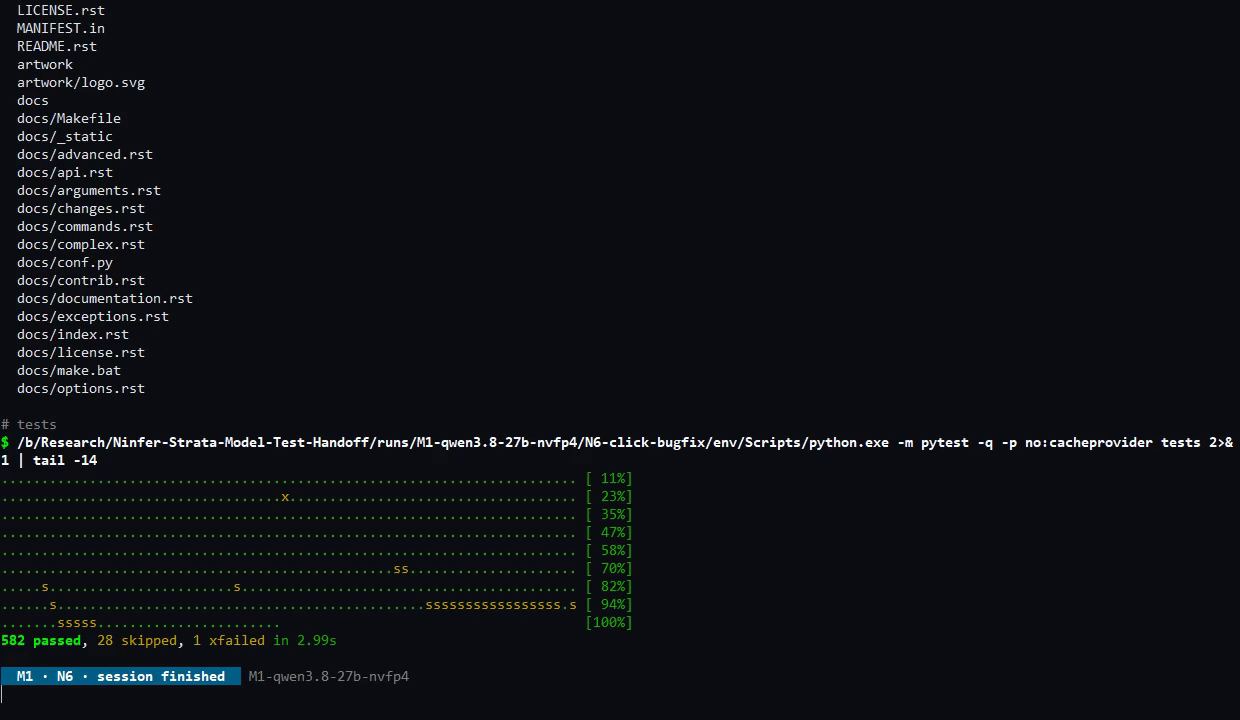 LICENSE.rst
MANIFEST.in
README.rst
artwork
artwork/logo.svg
docs
docs/Makefile
docs/_static
docs/advanced.rst
docs/api.rst
docs/arguments.rst
docs/changes.rst
docs/commands.rst
docs/complex.rst
docs/conf.py
docs/contrib.rst
docs/documentation.rst
docs/exceptions.rst
docs/index.rst
docs/license.rst
docs/make.bat
docs/options.rst
# tests
$ /b/Research/Ninfer-Strata-Model-Test-Handoff/runs/M1-qwen3.8-27b-nvfp4/N6-click-bugfix/env/Scripts/python.exe -m pytest -q -p no:cacheprovider tests 2>&
1 | tail -14
........................................................................ [ 11%]
...................................x.................................... [ 23%]
........................................................................ [ 35%]
........................................................................ [ 47%]
........................................................................ [ 58%]
.................................................ss..................... [ 70%]
.....s.......................s.......................................... [ 82%]
......s..............................................sssssssssssssssss.s [ 94%]
.......sssss....................... [100%]
582 passed, 28 skipped, 1 xfailed in 2.99s
M1 · N6 · session finished M1-qwen3.8-27b-nvfp4